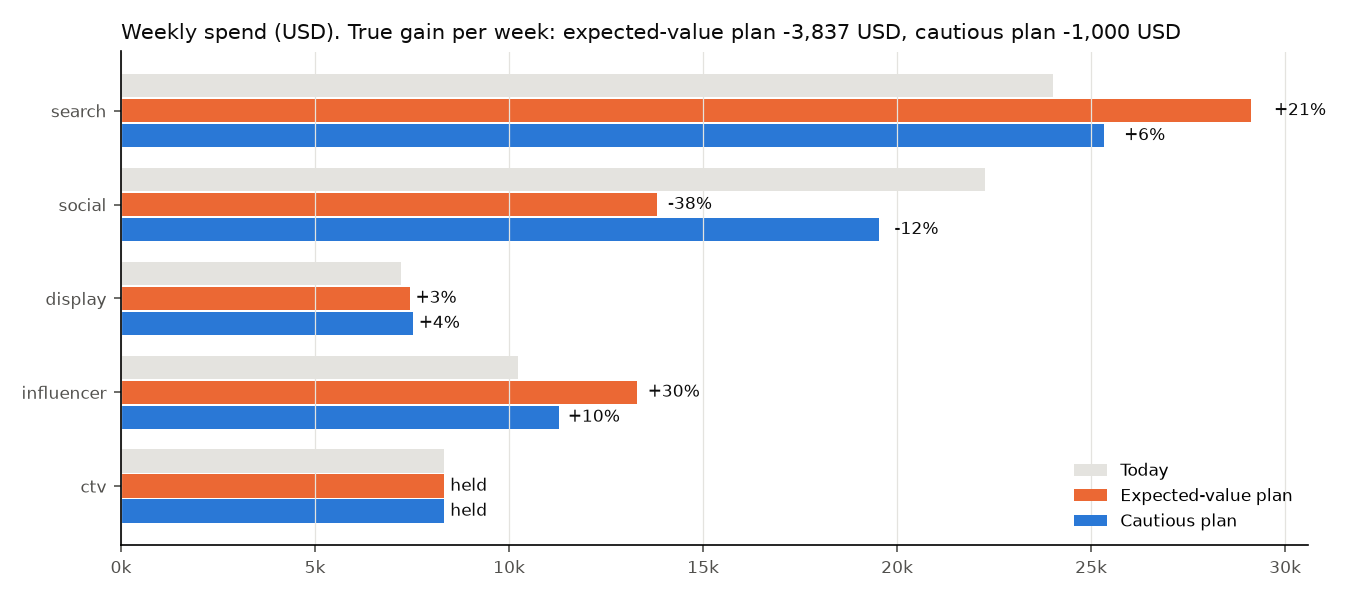 Weekly spend (USD). True gain per week: expected-value plan -3,837 USD, cautious plan -1,000 USD
search
+21%
+6%
social
-38%
-12%
display
+3%
+4%
influencer
+30%
+10%
ctv
held
held
Today
Expected-value plan
Cautious plan
0k 5k 10k 15k 20k 25k 30k